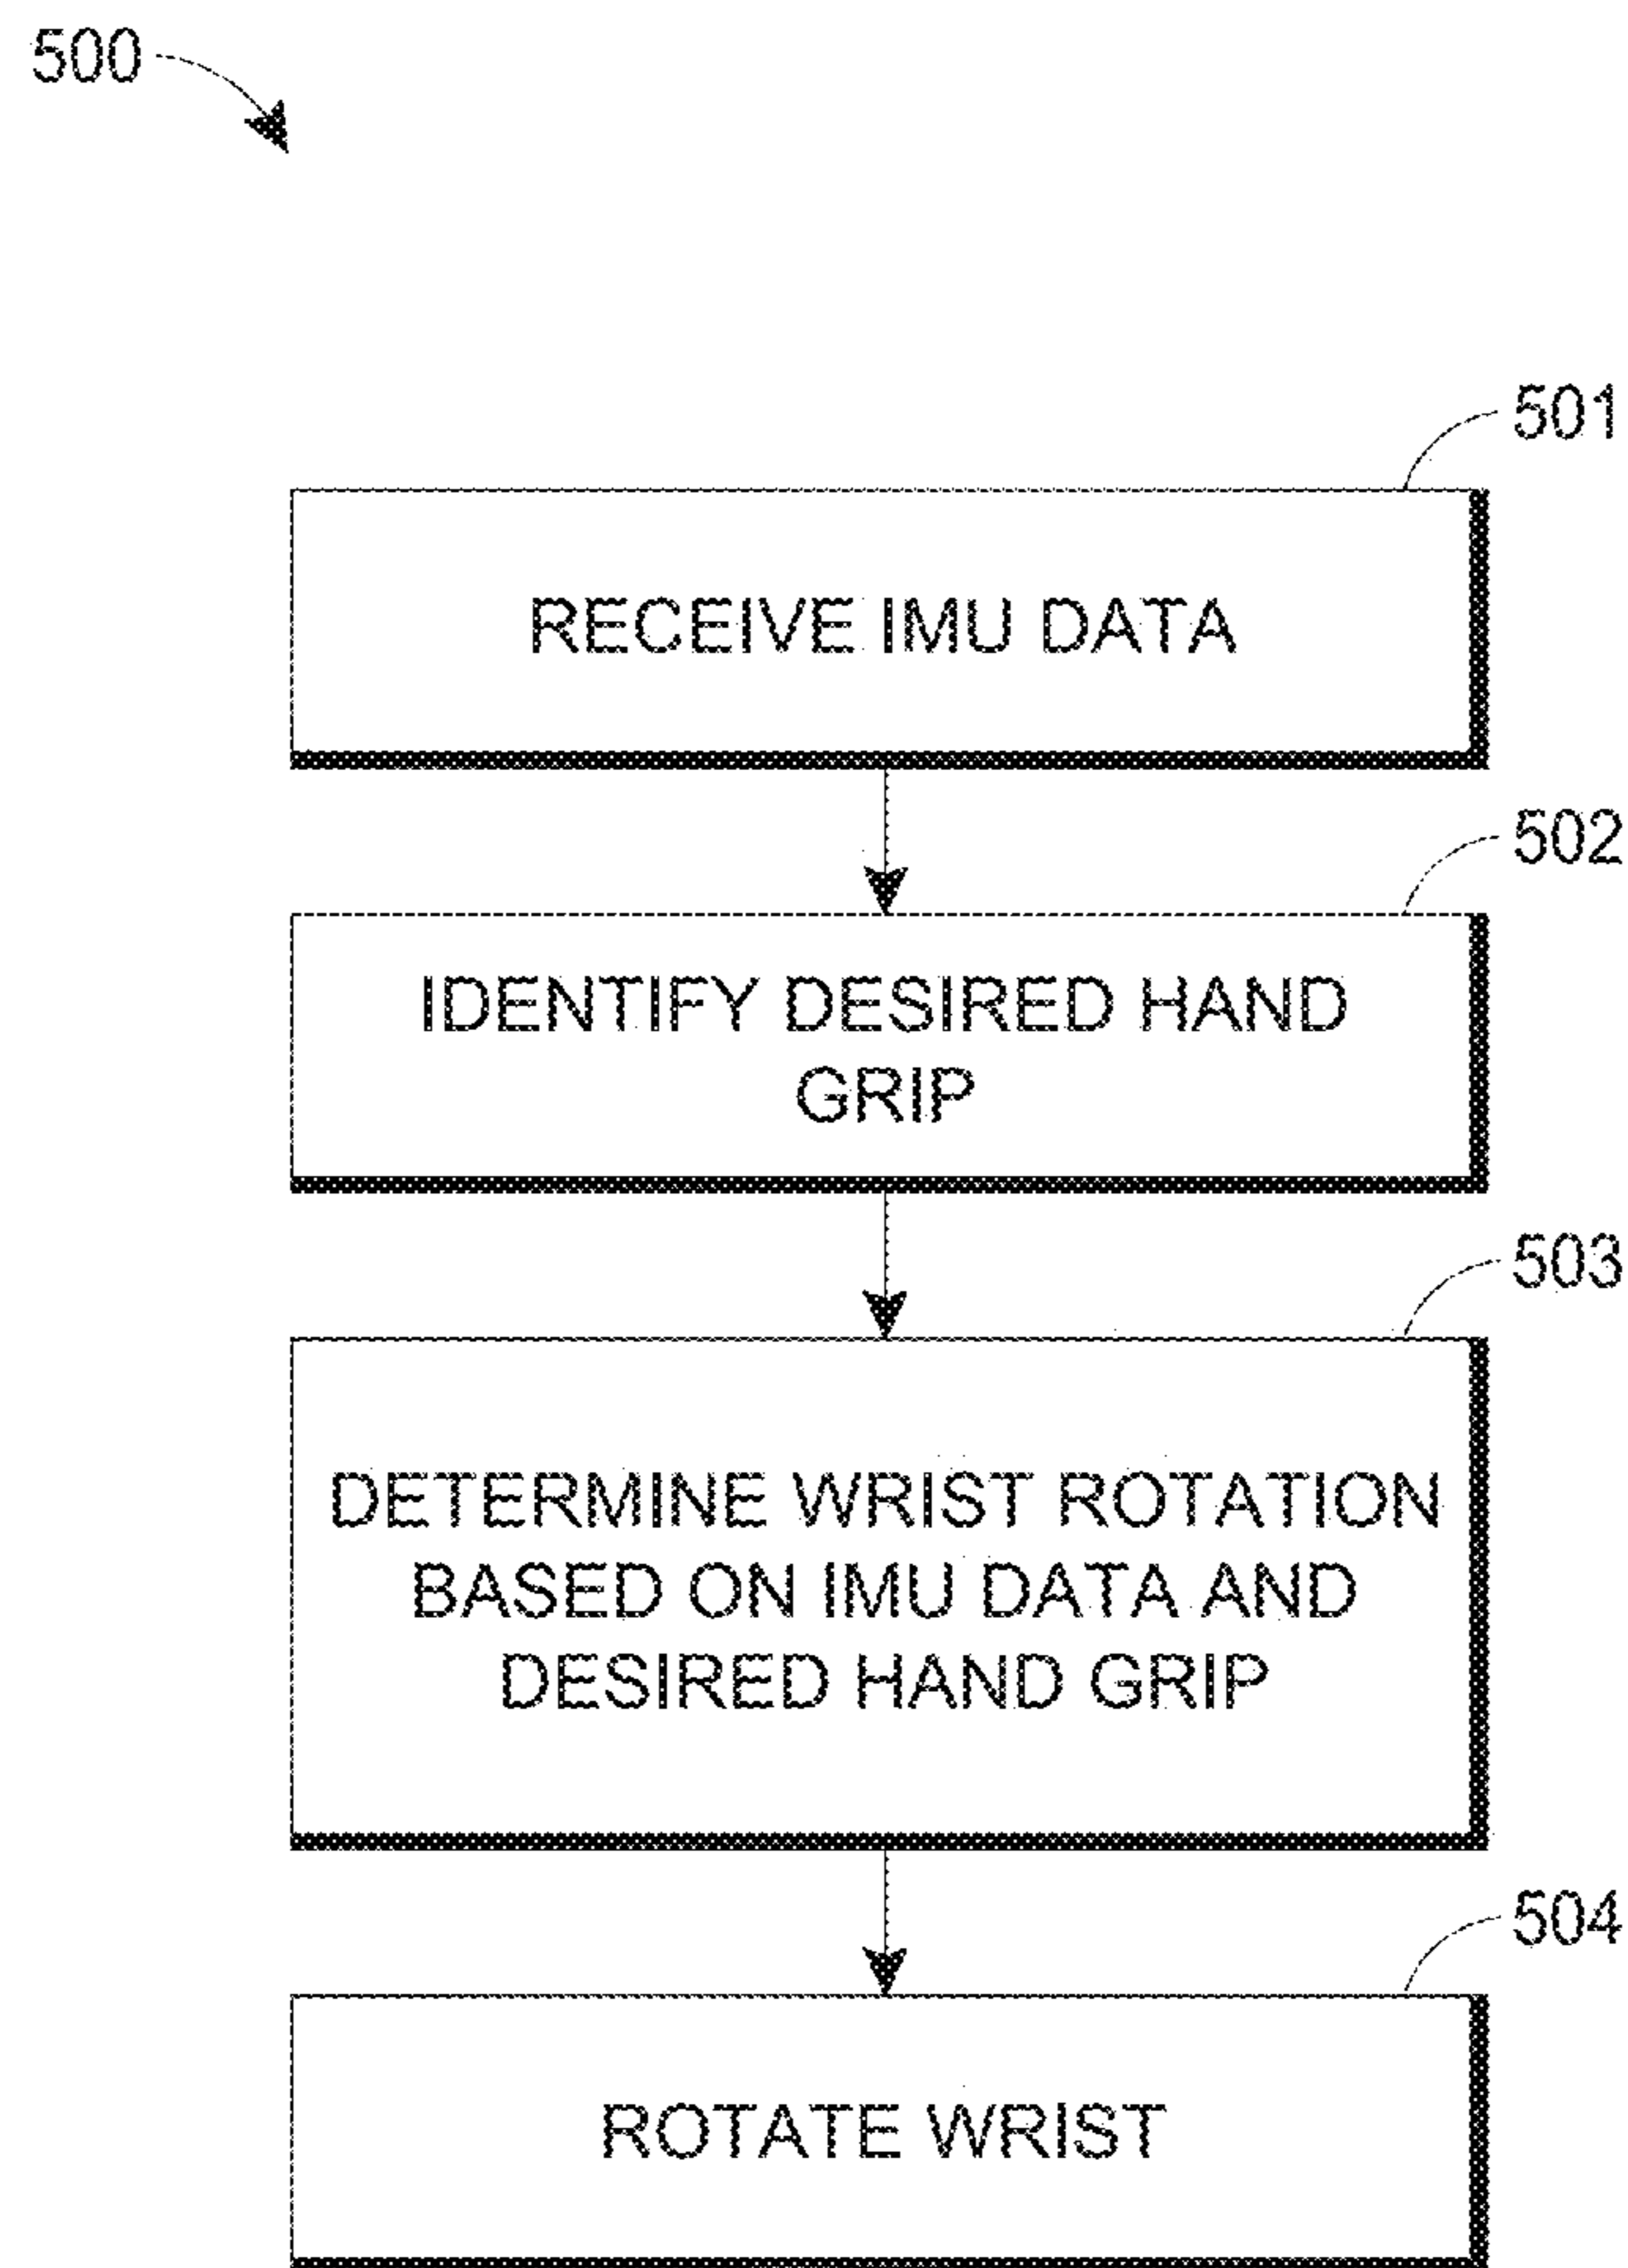 500
501
RECEIVE IMU DATA
502
IDENTIFY DESIRED HAND
GRIP
503
DETERMINE WRIST ROTATION
BASED ON IMU DATA AND
DESIRED HAND GRIP
504
ROTATE WRIST